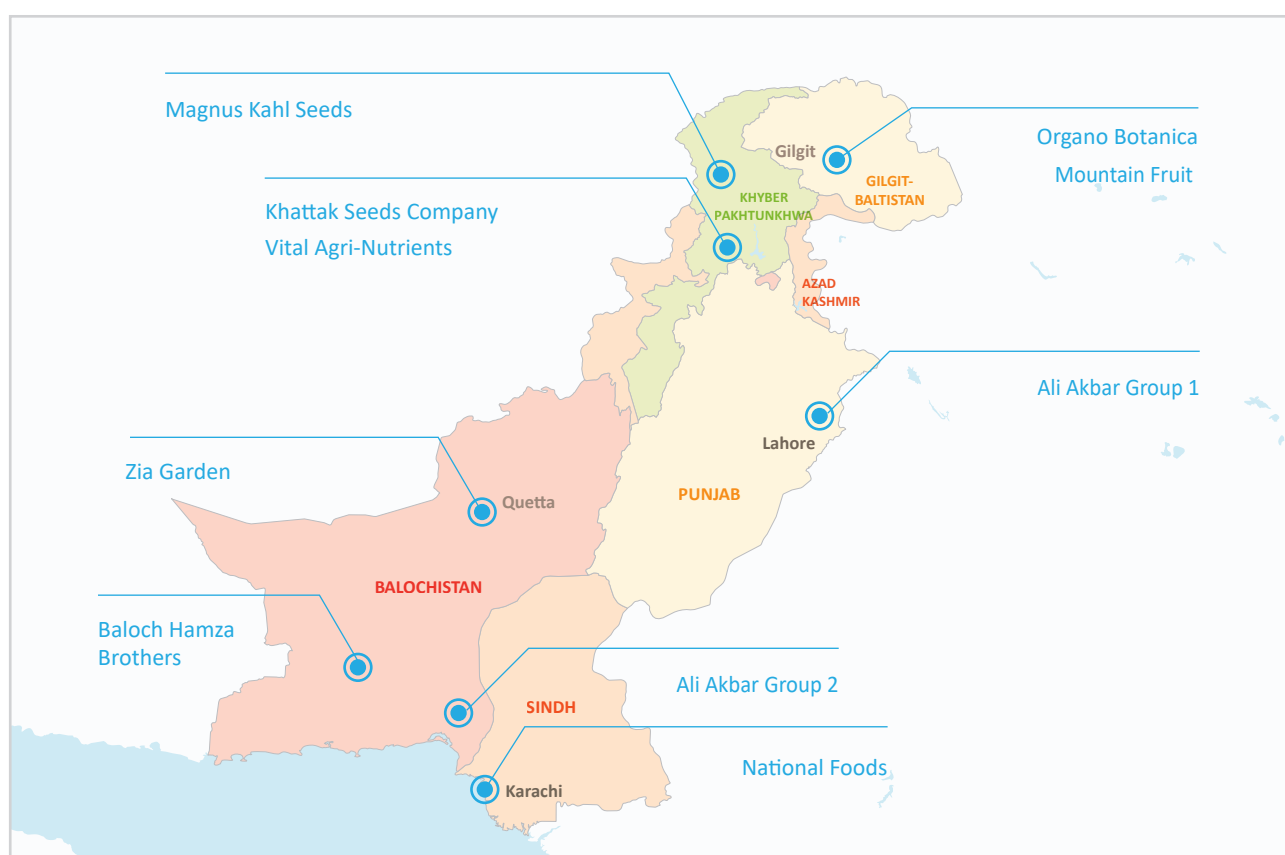 Magnus Kahl Seeds
Organo Botanica
Mountain Fruit
Gilgit
GILGIT-
BALTISTAN
KHYBER
PAKHTUNKHWA
Khattak Seeds Company
Vital Agri-Nutrients
AZAD
KASHMIR
Ali Akbar Group 1
Lahore
Zia Garden
Quetta
PUNJAB
BALOCHISTAN
Baloch Hamza
Brothers
Ali Akbar Group 2
SINDH
National Foods
Karachi